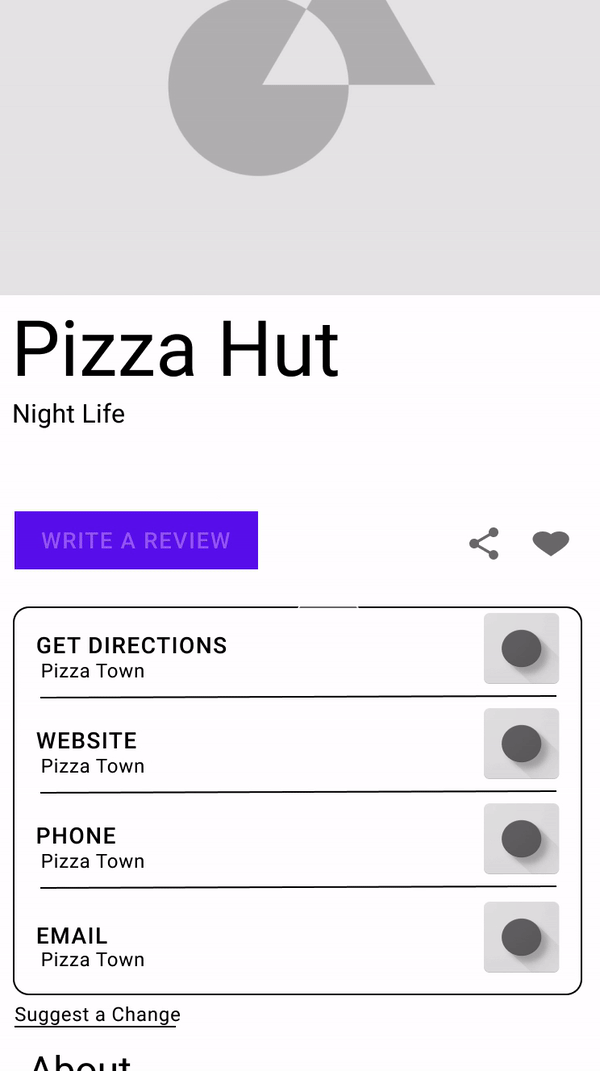 Pizza Hut
Night Life
WRITE A REVIEW
GET DIRECTIONS
Pizza Town
WEBSITE
Pizza Town
PHONE
Pizza Town
EMAIL
Pizza Town
Suggest a Change
About